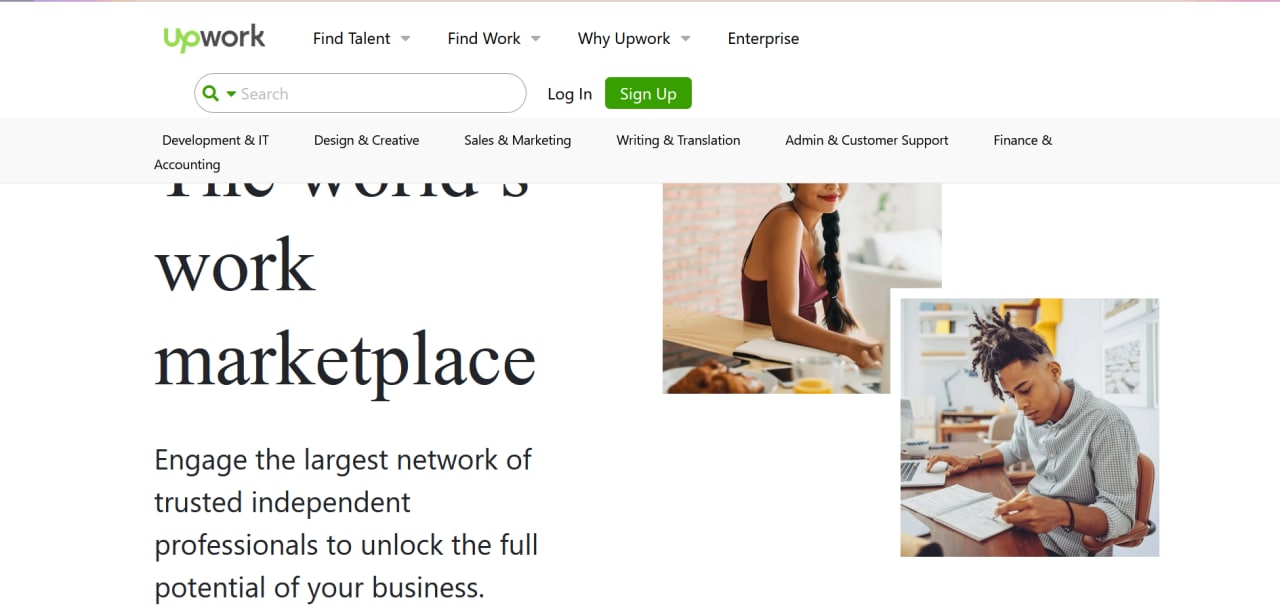 Upwork
Find Talent
Find Work
Why Upwork
Enterprise
Search
Log In
Sign Up
Development & IT
Design & Creative
Sales & Marketing
Writing & Translation
Admin & Customer Support
Finance &
Accounting
The world's
work
marketplace
Engage the largest network of
trusted independent
professionals to unlock the full
potential of your business.